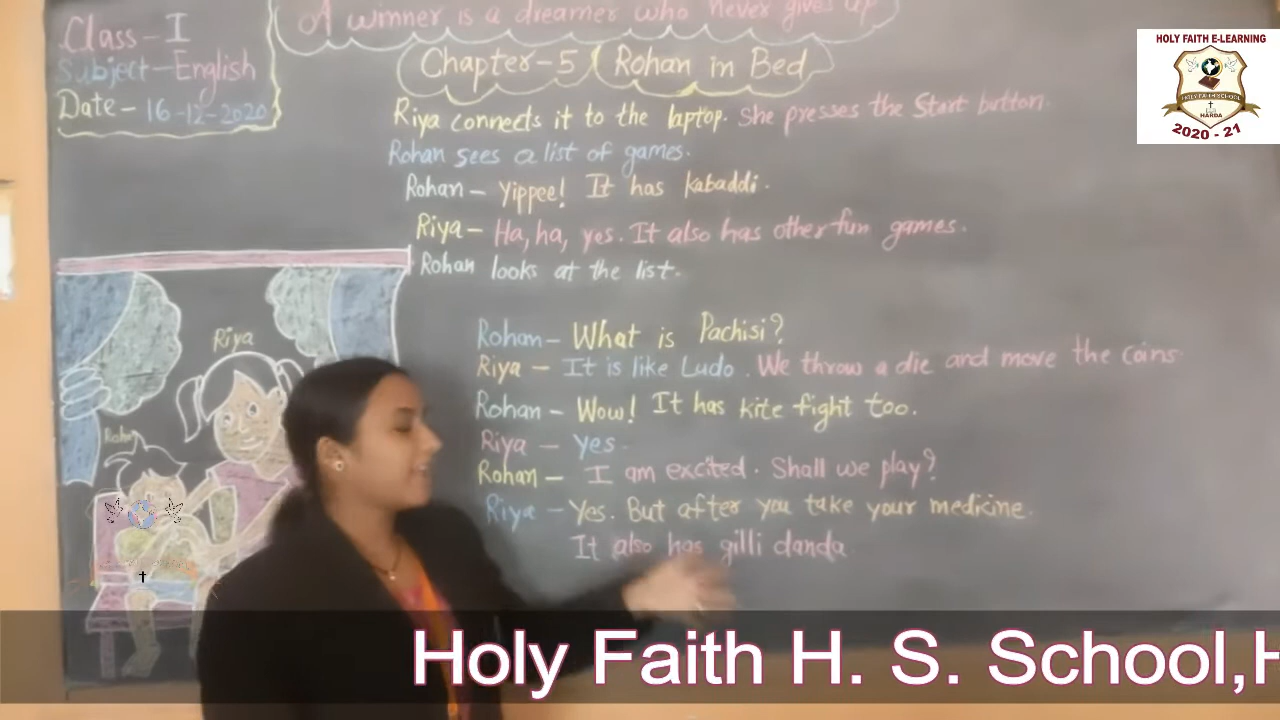 A winner is a dreamer who never gives up
Class - I
Subject - English
Date - 16-12-2020
Chapter-5 Rohan in Bed
Riya connects it to the laptop. She presses the Start button.
Rohan sees a list of games.
Rohan - Yippee! It has kabaddi.
Riya - Ha, ha, yes. It also has other fun games.
Rohan looks at the list.
Rohan - What is Pachisi?
Riya - It is like Ludo. We throw a die and move the coins
Rohan - Wow! It has kite fight too.
Riya - Yes.
Rohan - I am excited. Shall we play?
Riya - Yes. But after you take your medicine.
It also has gilli danda
Riya
Rohan
HOLY FAITH E-LEARNING
HOLY FAITH SCHOOL
HARDA
2020 - 21
Holy Faith H. S. School,H